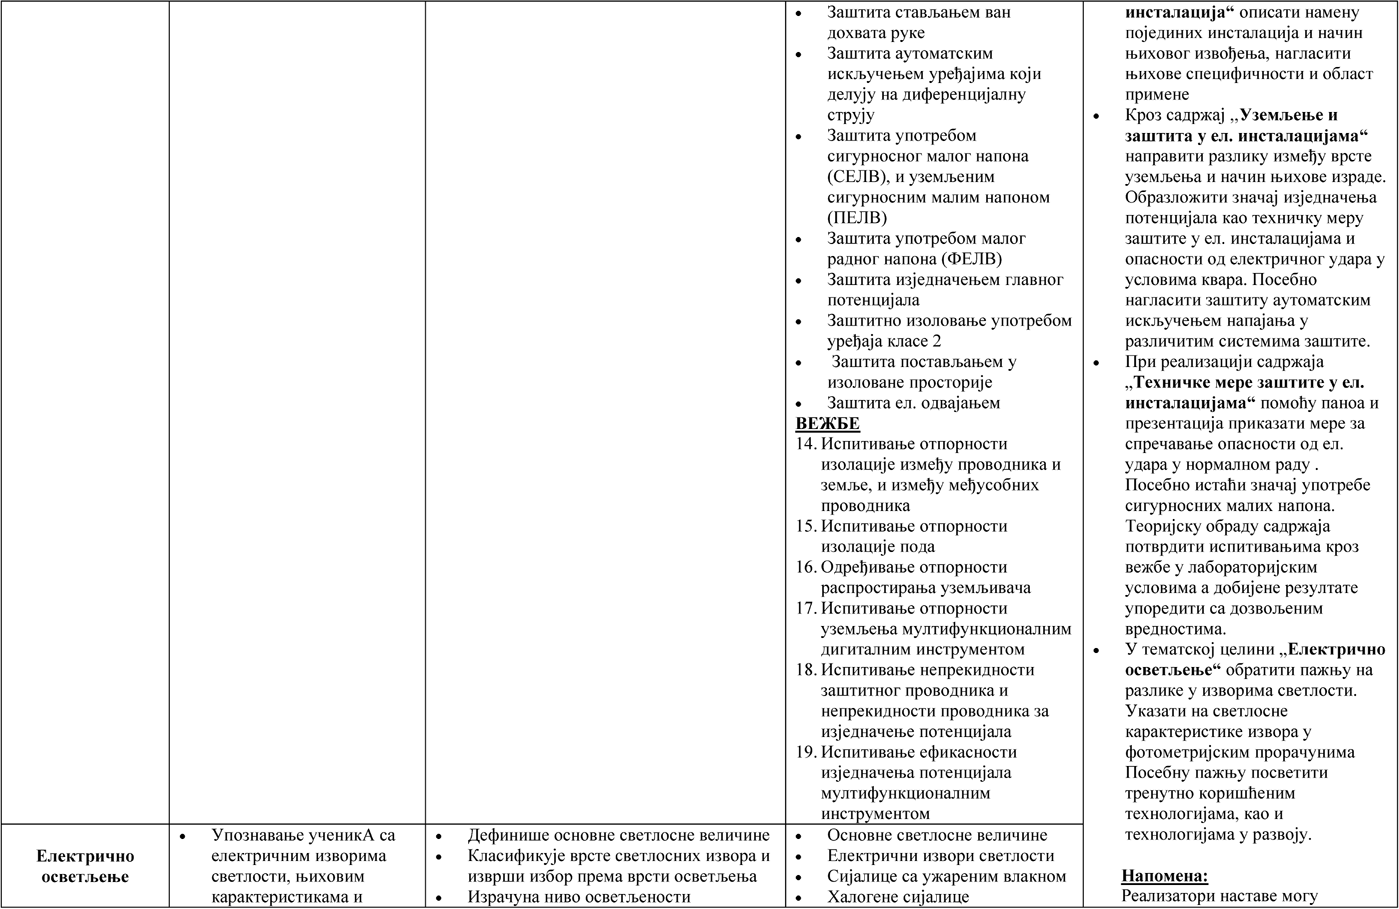 • Заштита стављањем ван
дохвата руке
• Заштита аутоматским
искључењем уређајима који
делују на диференцијалну
струју
• Заштита употребом
сигурносног малог напона
(СЕЛВ), и уземљеним
сигурносним малим напоном
(ПЕЛВ)
• Заштита употребом малог
радног напона (ФЕЛВ)
• Заштита изједначењем главног
потенцијала
• Заштитно изоловање употребом
уређаја класе 2
• Заштита постављањем у
изоловане просторије
• Заштита ел. одвајањем
ВЕЖБЕ
14. Испитивање отпорности
изолације између проводника и
земље, и између међусобних
проводника
15. Испитивање отпорности
изолације пода
16. Одређивање отпорности
распростирања уземљивача
17. Испитивање отпорности
уземљења мултифункционалним
дигиталним инструментом
18. Испитивање непрекидности
заштитног проводника и
непрекидности проводника за
изједначење потенцијала
19. Испитивање ефикасности
изједначења потенцијала
мултифункционалним
инструментом
инсталација“ описати намену
појединих инсталација и начин
њиховог извођења, нагласити
њихове специфичности и област
примене
• Кроз садржај „Уземљење и
заштита у ел. инсталацијама“
направити разлику између врсте
уземљења и начин њихове израде.
Образложити значај изједначења
потенцијала као техничку меру
заштите у ел. инсталацијама и
опасности од електричног удара у
условима квара. Посебно
нагласити заштиту аутоматским
искључењем напајања у
различитим системима заштите.
• При реализацији садржаја
„Техничке мере заштите у ел.
инсталацијама“ помоћу паноа и
презентација приказати мере за
спречавање опасности од ел.
удара у нормалном раду .
Посебно истаћи значај употребе
сигурносних малих напона.
Теоријску обраду садржаја
потврдити испитивањима кроз
вежбе у лабораторијским
условима а добијене резултате
упоредити са дозвољеним
вредностима.
• У тематској целини „Електрично
осветљење“ обратити пажњу на
разлике у изворима светлости.
Указати на светлосне
карактеристике извора у
фотометријским прорачунима
Посебну пажњу посветити
тренутно коришћеним
технологијама, као и
технологијама у развоју.
Напомена:
Реализатори наставе могу
Електрично
осветљење
• Упознавање ученикА са
електричним изворима
светлости, њиховим
карактеристикама и
• Дефинише основне светлосне величине
• Класификује врсте светлосних извора и
изврши избор према врсти осветљења
• Израчуна ниво осветљености
• Основне светлосне величине
• Електрични извори светлости
• Сијалице са ужареним влакном
• Халогене сијалице